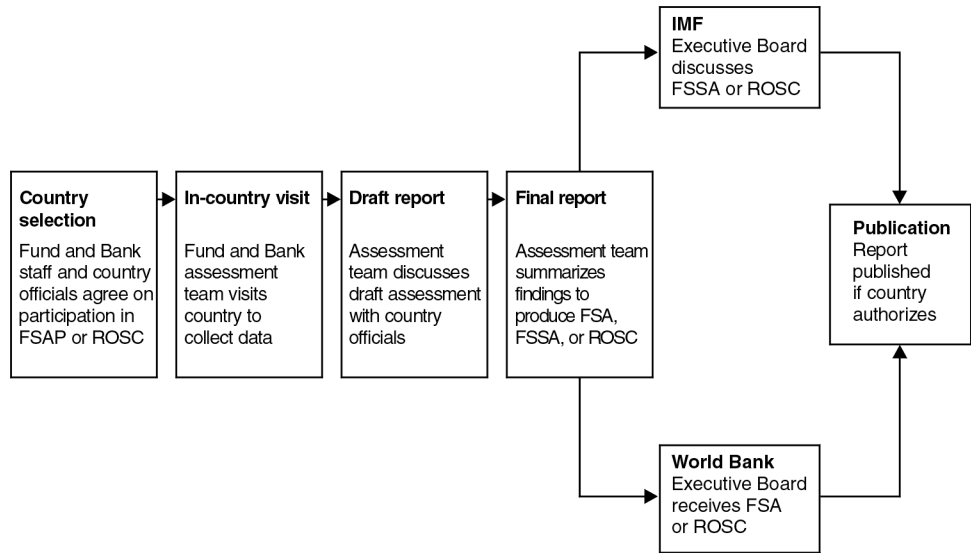 Country
selection
Fund and Bank
staff and country
officials agree on
participation in
FSAP or ROSC
In-country visit
Fund and Bank
assessment
team visits
country to
collect data
Draft report
Assessment
team discusses
draft assessment
with country
officials
Final report
Assessment team
summarizes
findings to
produce FSA,
FSSA, or ROSC
IMF
Executive Board
discusses
FSSA or ROSC
World Bank
Executive Board
receives FSA
or ROSC
Publication
Report
published
if country
authorizes